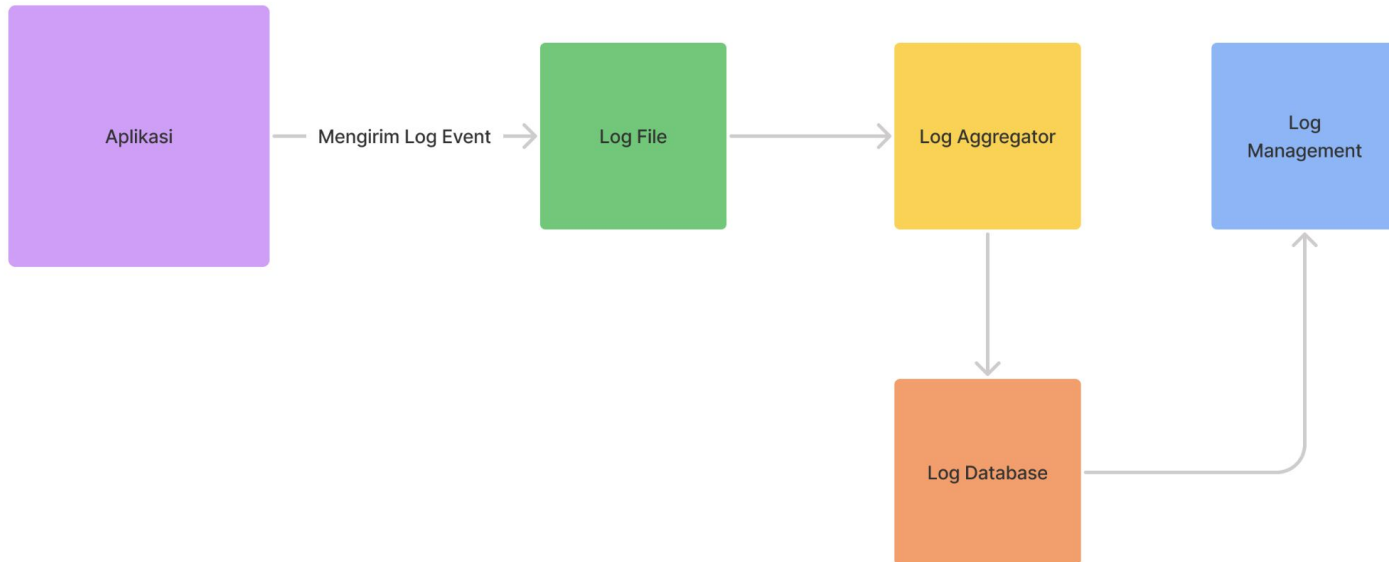 Aplikasi
Mengirim Log Event
Log File
Log Aggregator
Log
Management
Log Database